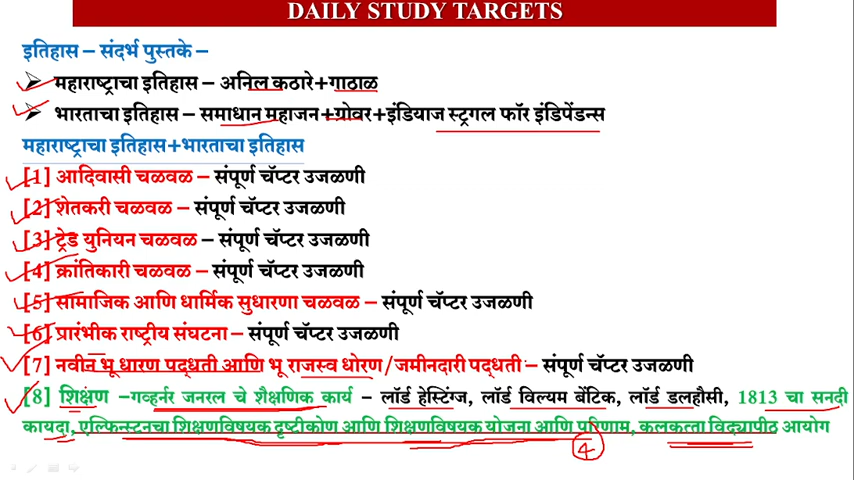 DAILY STUDY TARGETS
इतिहास – संदर्भ पुस्तके –
➢ महाराष्ट्राचा इतिहास – अनिल कठारे+गाठाळ
➢ भारताचा इतिहास – समाधान महाजन+ग्रोवर+इंडियाज स्ट्रगल फॉर इंडिपेंडन्स
महाराष्ट्राचा इतिहास+भारताचा इतिहास
[1] आदिवासी चळवळ – संपूर्ण चॅप्टर उजळणी
[2] शेतकरी चळवळ – संपूर्ण चॅप्टर उजळणी
[3] ट्रेड युनियन चळवळ – संपूर्ण चॅप्टर उजळणी
[4] क्रांतिकारी चळवळ – संपूर्ण चॅप्टर उजळणी
[5] सामाजिक आणि धार्मिक सुधारणा चळवळ – संपूर्ण चॅप्टर उजळणी
[6] प्रारंभीक राष्ट्रीय संघटना – संपूर्ण चॅप्टर उजळणी
[7] नवीन भू धारण पद्धती आणि भू राजस्व धोरण/जमीनदारी पद्धती - संपूर्ण चॅप्टर उजळणी
[8] शिक्षण –गव्हर्नर जनरल चे शैक्षणिक कार्य – लॉर्ड हेस्टिंग्ज, लॉर्ड विल्यम बेंटिक, लॉर्ड डलहौसी, 1813 चा सनदी
कायदा, एल्फिन्स्टनचा शिक्षणविषयक दृष्टीकोण आणि शिक्षणविषयक योजना आणि परिणाम, कलकत्ता विद्यापीठ आयोग
4